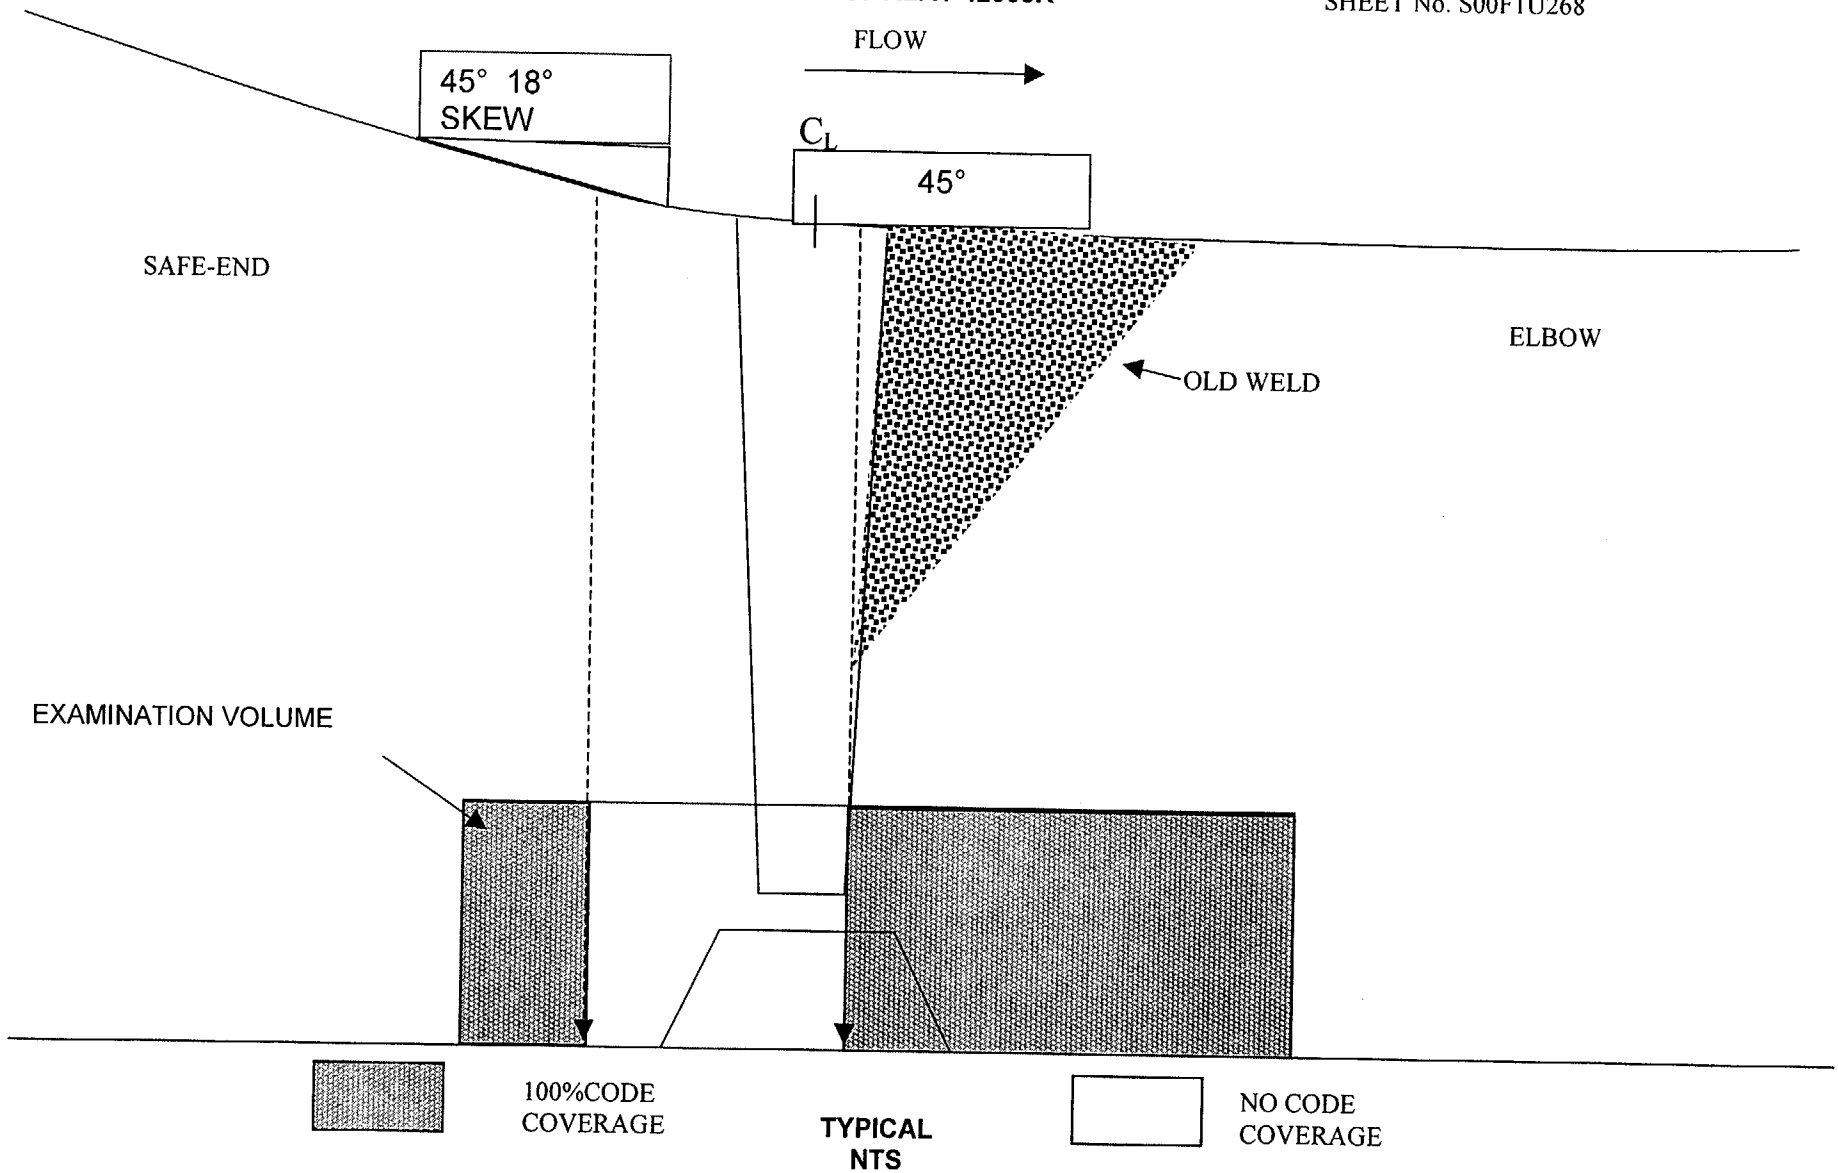 SHEET No. S00F1U268
FLOW
45° 18°
SKEW
CL
45°
SAFE-END
ELBOW
OLD WELD
EXAMINATION VOLUME
100%CODE
COVERAGE
TYPICAL
NTS
NO CODE
COVERAGE